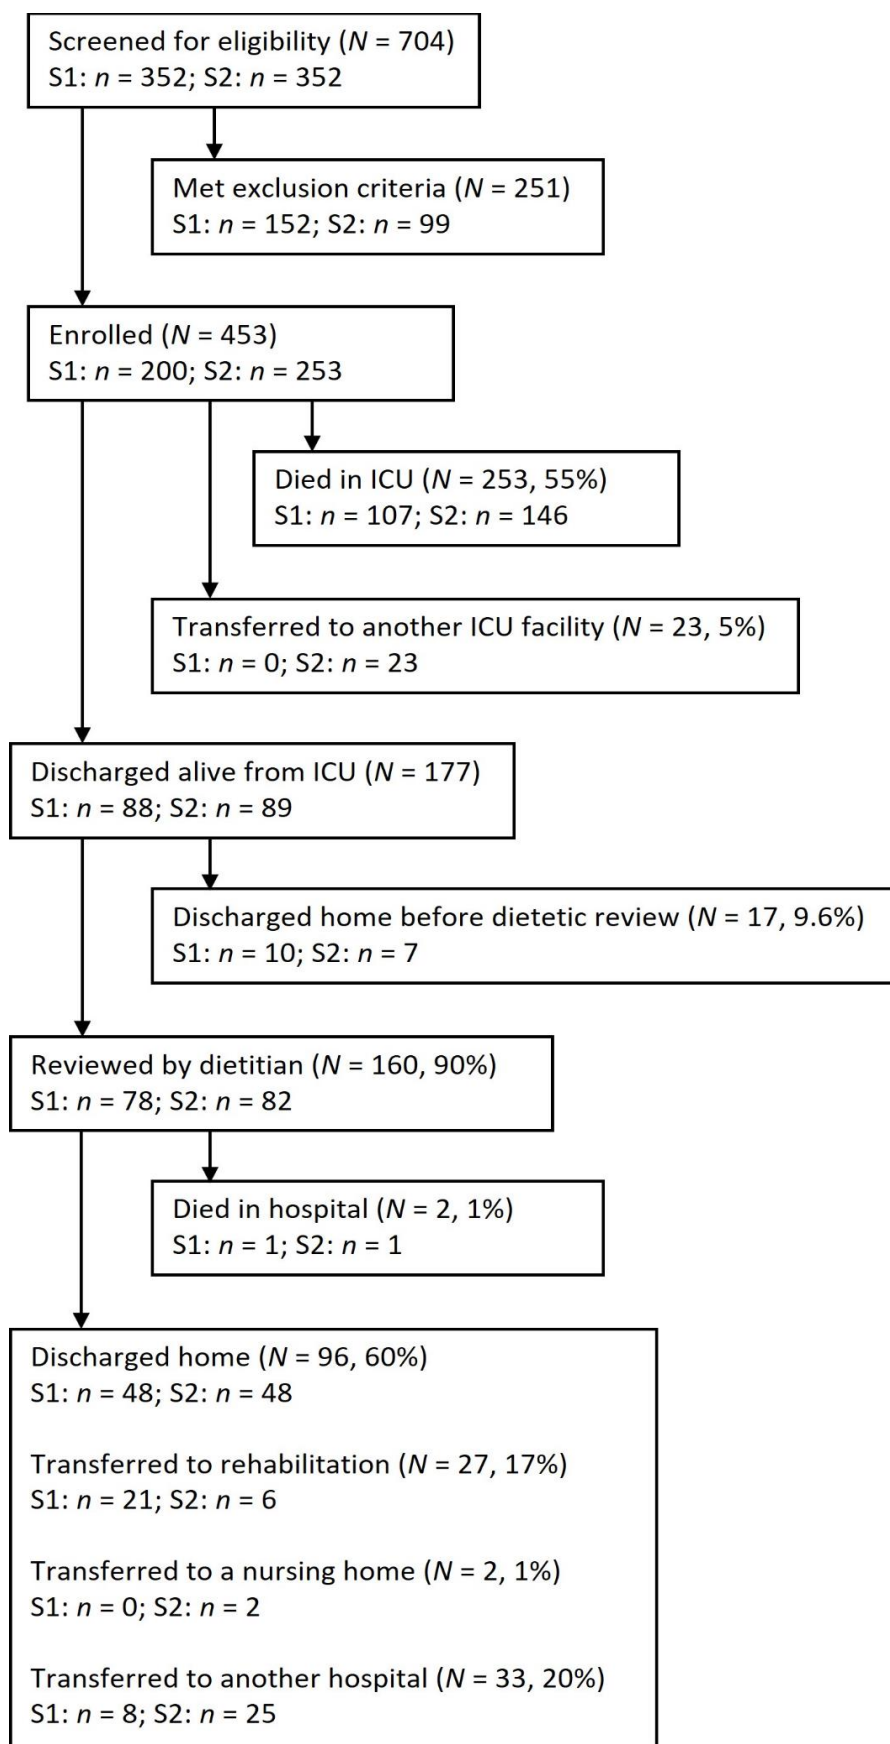 Screened for eligibility (N = 704)
S1: n = 352; S2: n = 352
Met exclusion criteria (N = 251)
S1: n = 152; S2: n = 99
Enrolled (N = 453)
S1: n = 200; S2: n = 253
Died in ICU (N = 253, 55%)
S1: n = 107; S2: n = 146
Transferred to another ICU facility (N = 23, 5%)
S1: n = 0; S2: n = 23
Discharged alive from ICU (N = 177)
S1: n = 88; S2: n = 89
Discharged home before dietetic review (N = 17, 9.6%)
S1: n = 10; S2: n = 7
Reviewed by dietitian (N = 160, 90%)
S1: n = 78; S2: n = 82
Died in hospital (N = 2, 1%)
S1: n = 1; S2: n = 1
Discharged home (N = 96, 60%)
S1: n = 48; S2: n = 48
Transferred to rehabilitation (N = 27, 17%)
S1: n = 21; S2: n = 6
Transferred to a nursing home (N = 2, 1%)
S1: n = 0; S2: n = 2
Transferred to another hospital (N = 33, 20%)
S1: n = 8; S2: n = 25